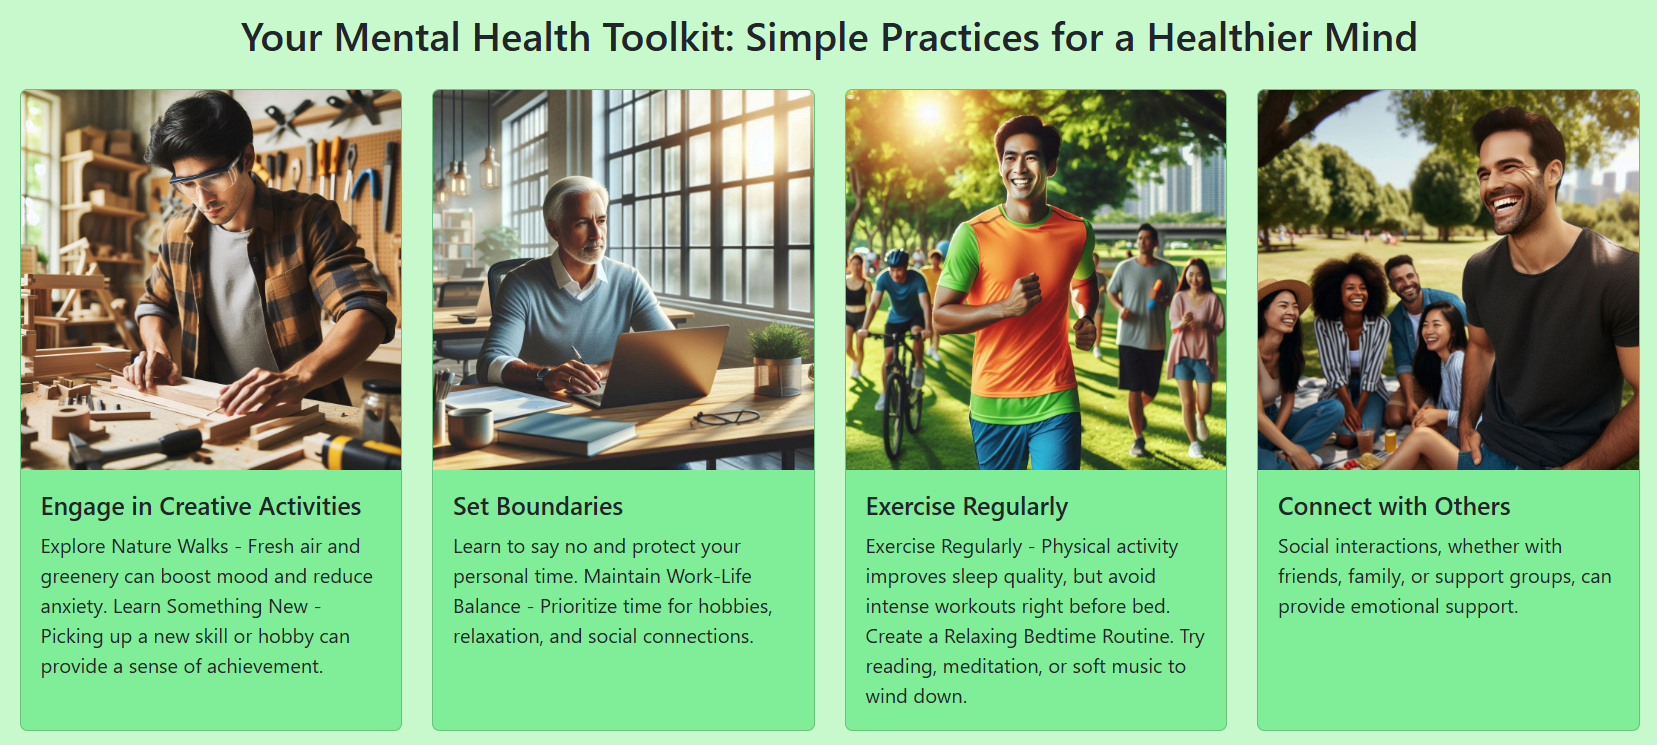 Your Mental Health Toolkit: Simple Practices for a Healthier Mind
Engage in Creative Activities
Explore Nature Walks - Fresh air and
greenery can boost mood and reduce
anxiety. Learn Something New -
Picking up a new skill or hobby can
provide a sense of achievement.
Set Boundaries
Learn to say no and protect your
personal time. Maintain Work-Life
Balance - Prioritize time for hobbies,
relaxation, and social connections.
Exercise Regularly
Exercise Regularly - Physical activity
improves sleep quality, but avoid
intense workouts right before bed.
Create a Relaxing Bedtime Routine. Try
reading, meditation, or soft music to
wind down.
Connect with Others
Social interactions, whether with
friends, family, or support groups, can
provide emotional support.